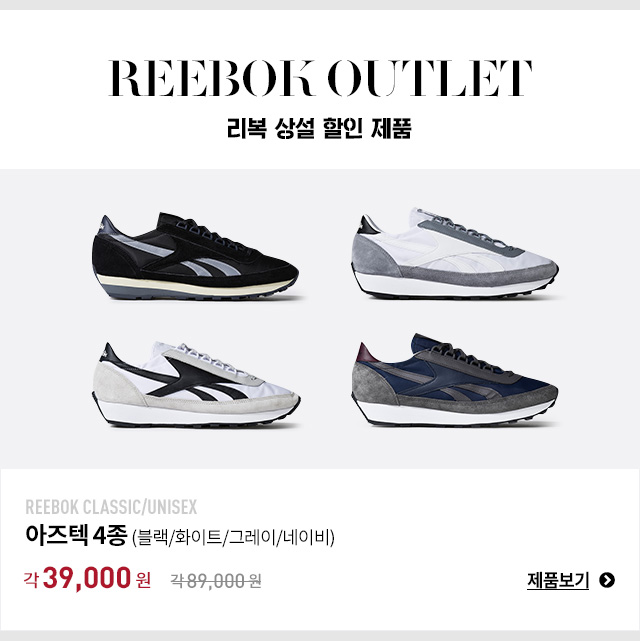 REEBOK OUTLET
리복 상설 할인 제품
REEBOK CLASSIC/UNISEX
아즈텍 4종 (블랙/화이트/그레이/네이비)
각 39,000 원 각 89,000 원
제품보기